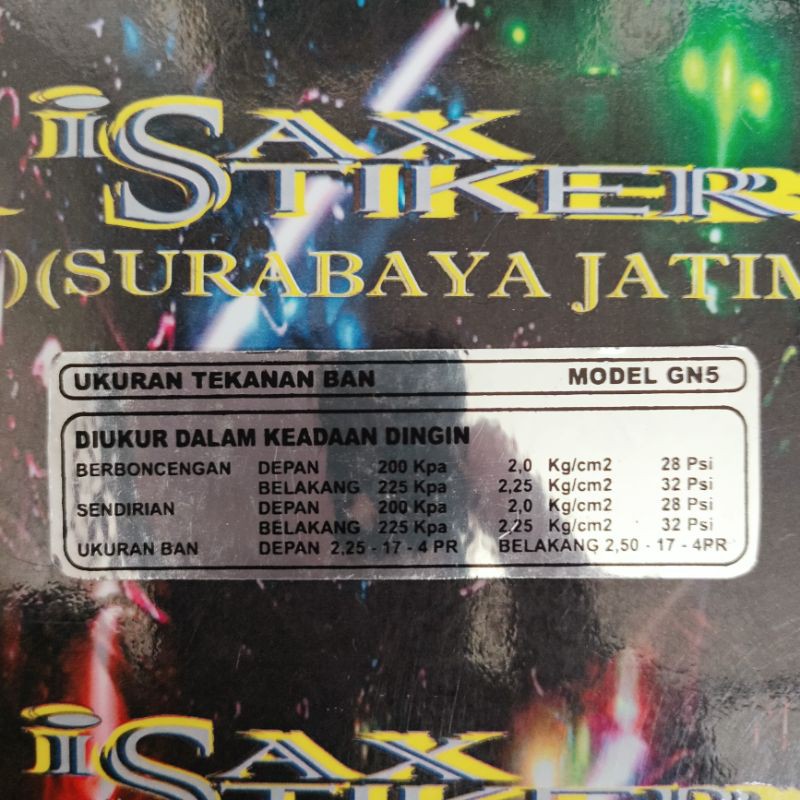 iSAX
STIKER
)(SURABAYA JATIM
UKURAN TEKANAN BAN MODEL GN5
DIUKUR DALAM KEADAAN DINGIN
BERBONCENGAN DEPAN 200 Kpa 2,0 Kg/cm2 28 Psi
BELAKANG 225 Kpa 2,25 Kg/cm2 32 Psi
SENDIRIAN DEPAN 200 Kpa 2,0 Kg/cm2 28 Psi
BELAKANG 225 Kpa 2,25 Kg/cm2 32 Psi
UKURAN BAN DEPAN 2.25 - 17 - 4 PR BELAKANG 2,50 - 17 - 4PR
iSAX
STIKER